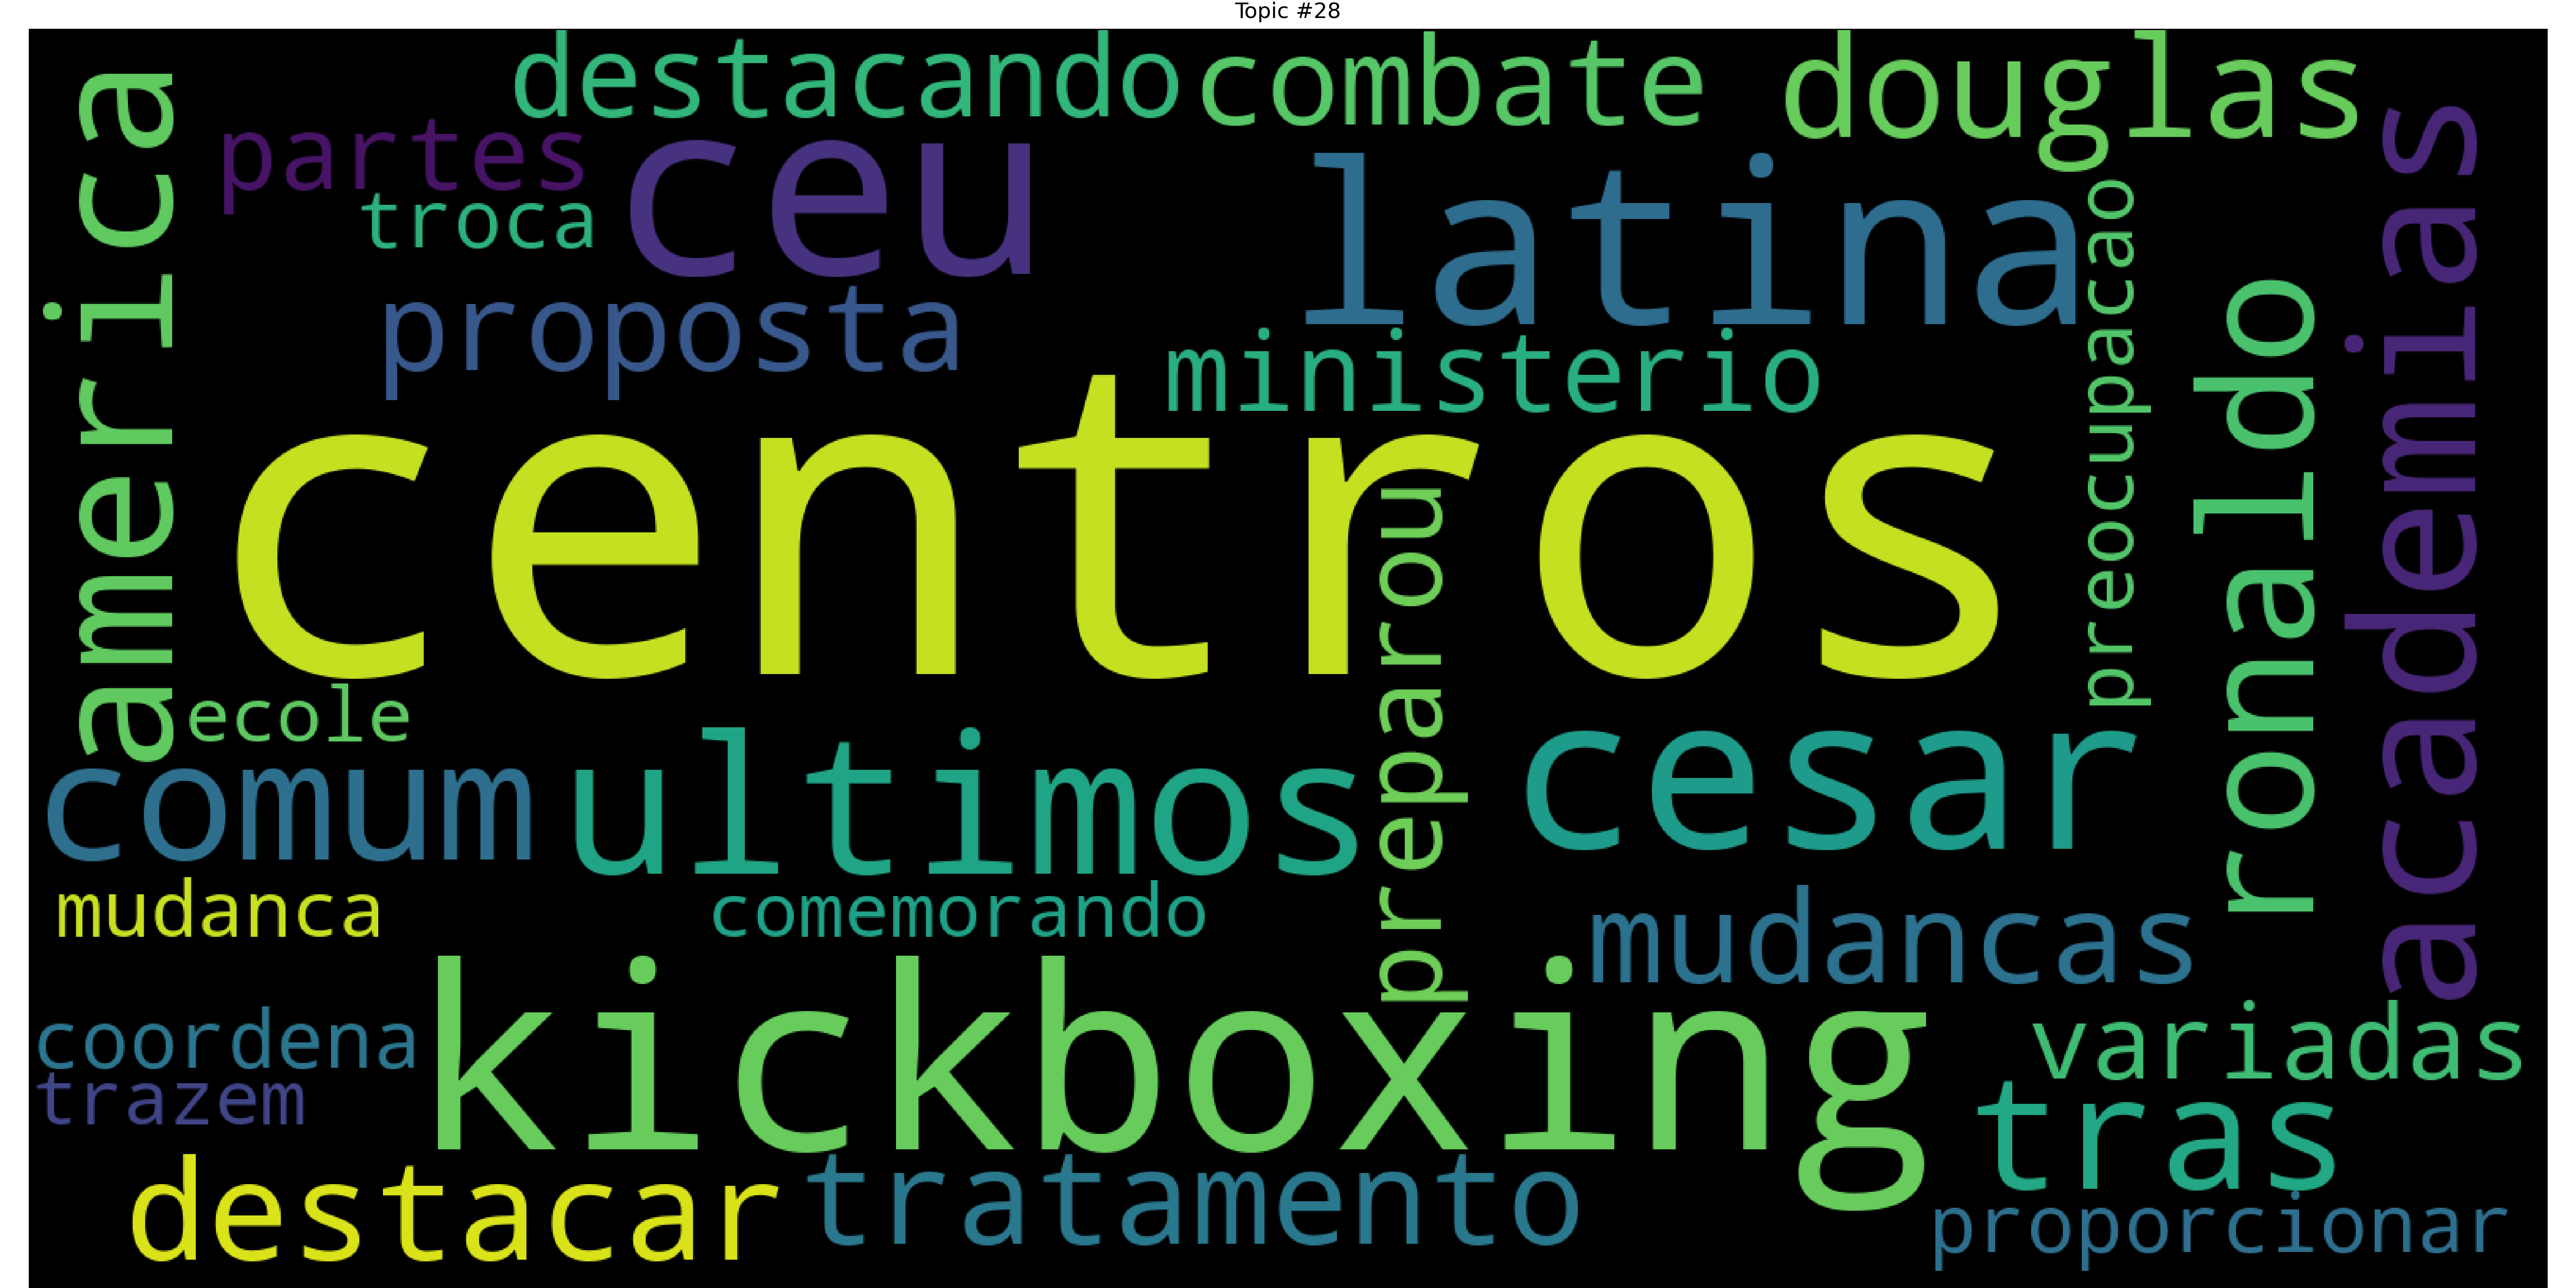 Topic #28
destacando
combate
douglas
america
partes
ceu
latina
troca
academias
preocupacao
proposta
ministerio
ronaldo
centros
preparou
ecole
comum
ultimos
cesar
mudanca
comemorando
mudancas
kickboxing
coordena
variadas
trazem
tras
destacar
tratamento
proporcionar